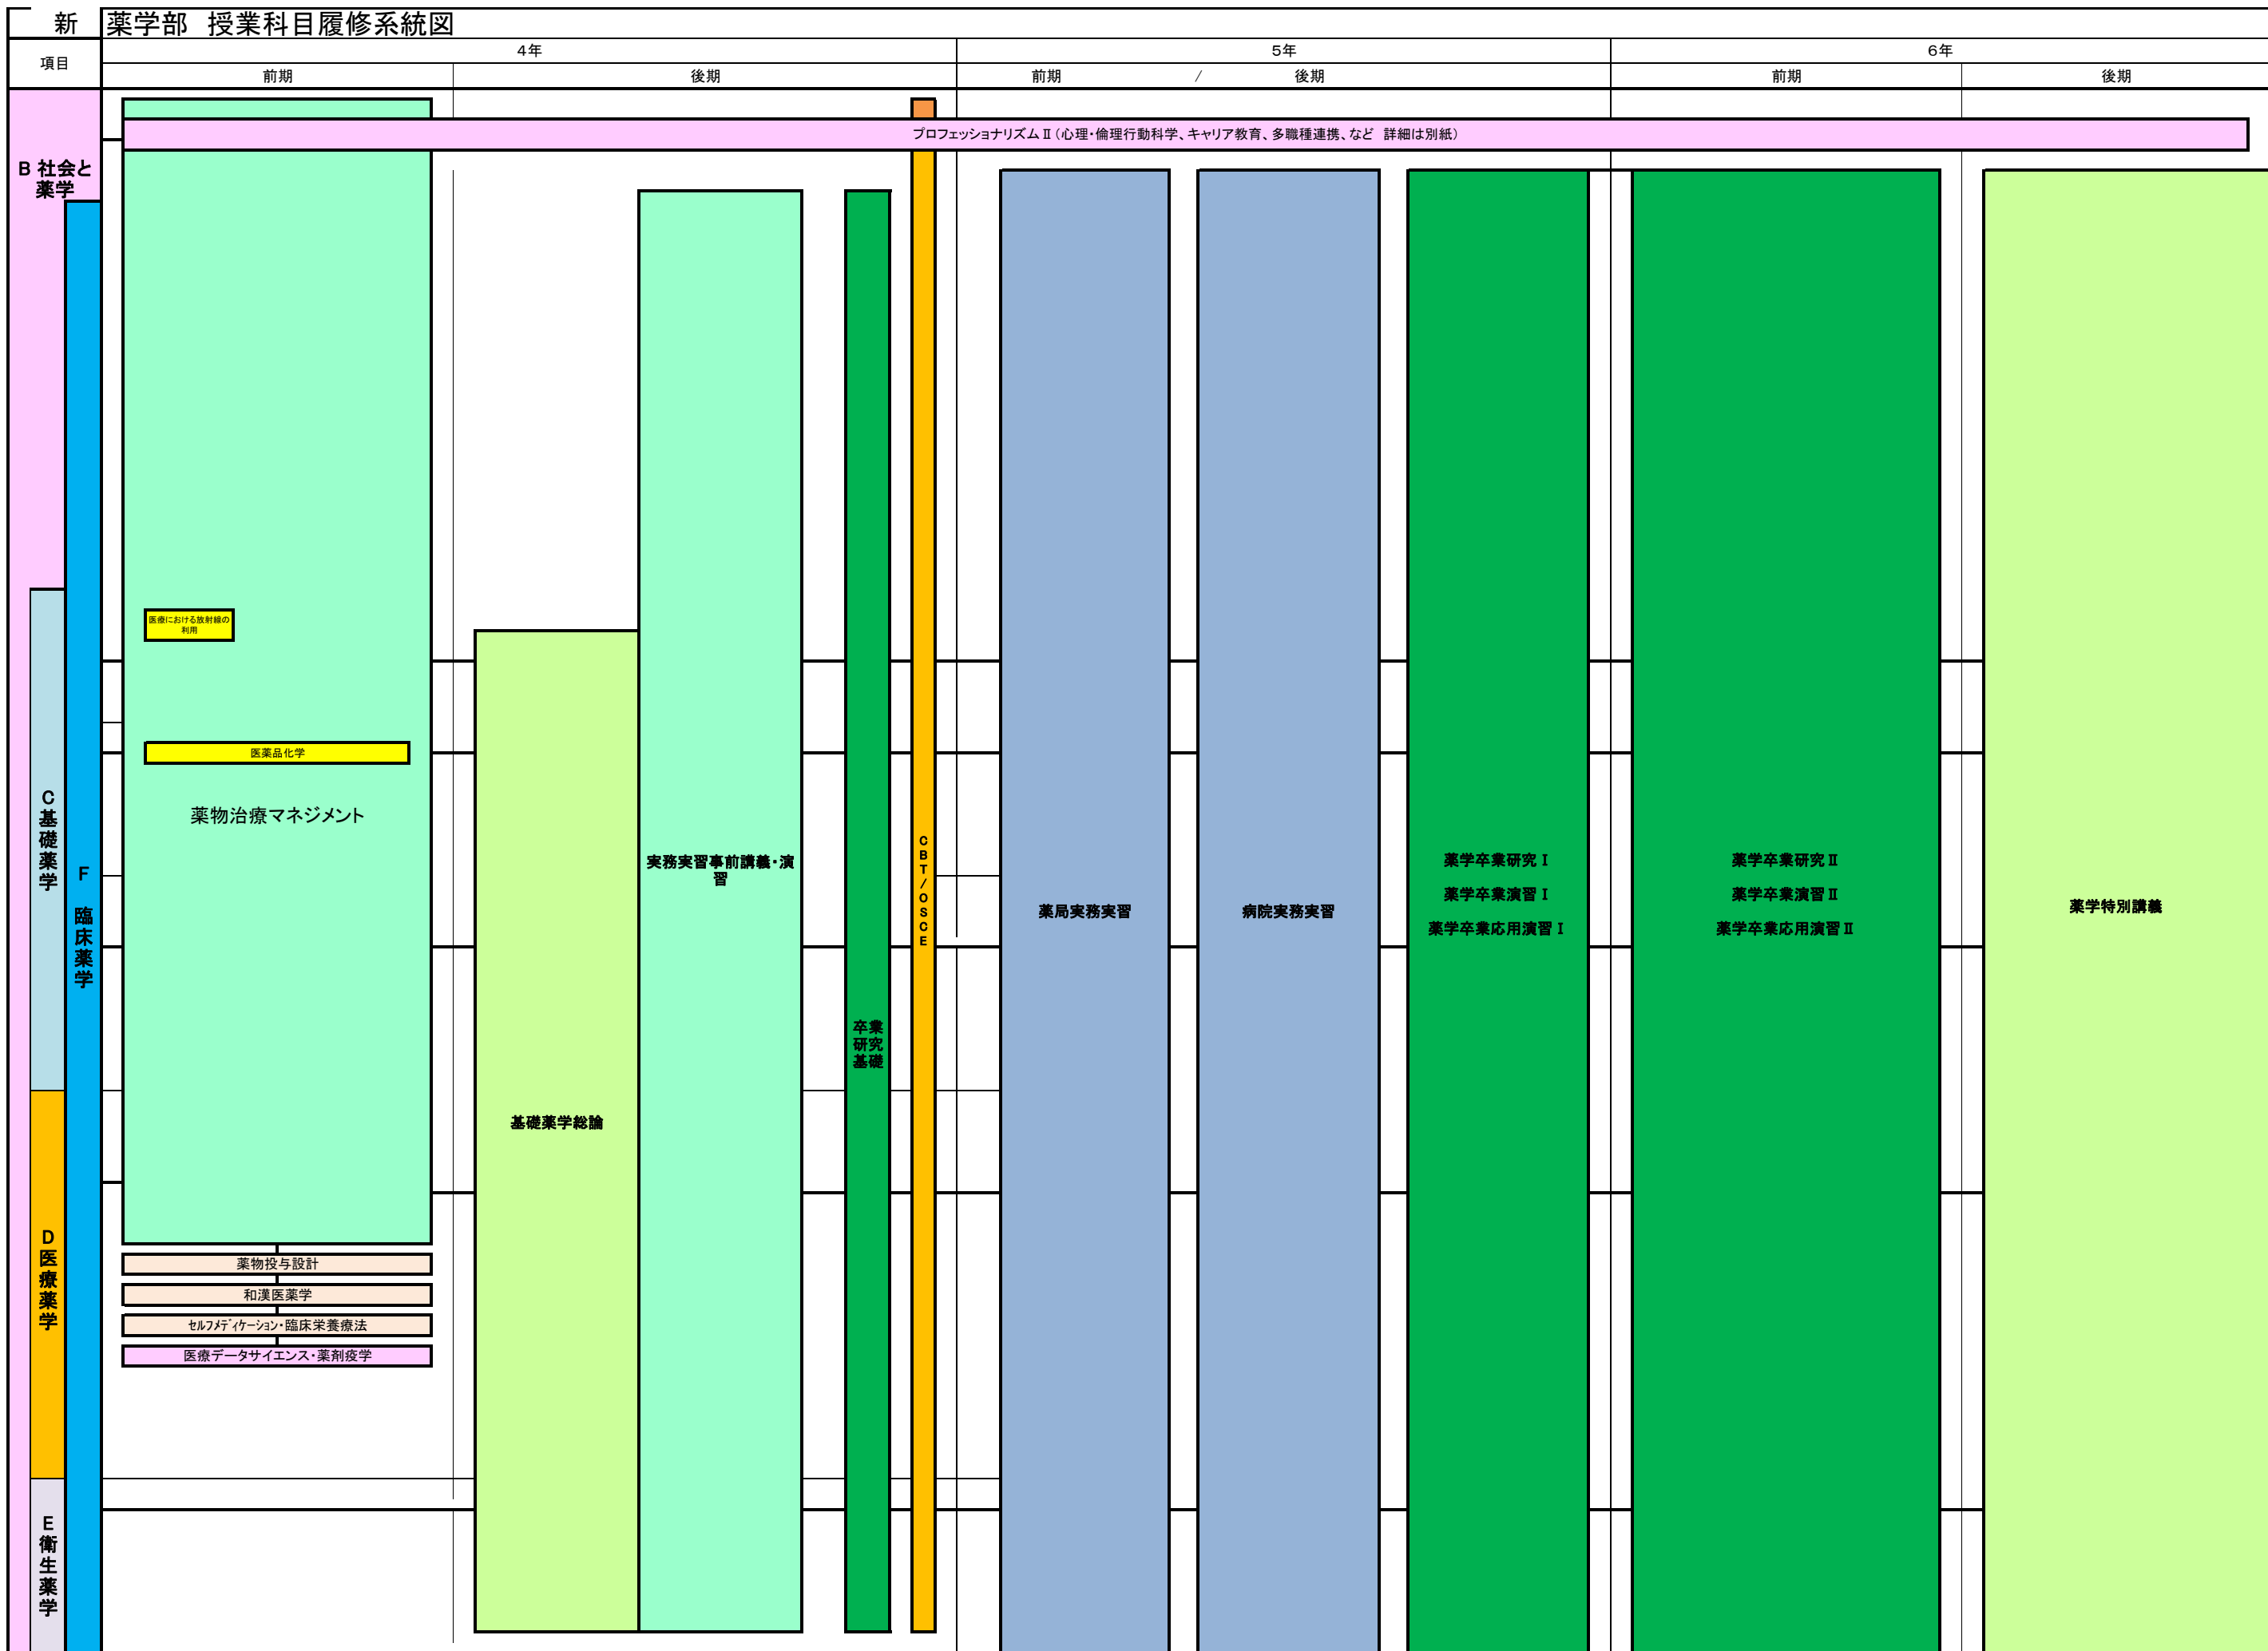 新
薬学部　授業科目履修系統図
項目
4年
5年
6年
前期
後期
前期
/
後期
前期
後期
プロフェッショナリズムⅡ（心理・倫理行動科学、キャリア教育、多職種連携、など　詳細は別紙）
B 社会と
薬学
医療における放射線の
利用
医薬品化学
薬物治療マネジメント
C基礎薬学
F　臨床薬学
実務実習事前講義・演
習
CBT/OSCE
薬局実務実習
病院実務実習
薬学卒業研究Ⅰ
薬学卒業演習Ⅰ
薬学卒業応用演習Ⅰ
薬学卒業研究Ⅱ
薬学卒業演習Ⅱ
薬学卒業応用演習Ⅱ
薬学特別講義
卒業
研究
基礎
基礎薬学総論
D医療薬学
薬物投与設計
和漢医薬学
セルフメディケーション・臨床栄養療法
医療データサイエンス・薬剤疫学
E衛生薬学